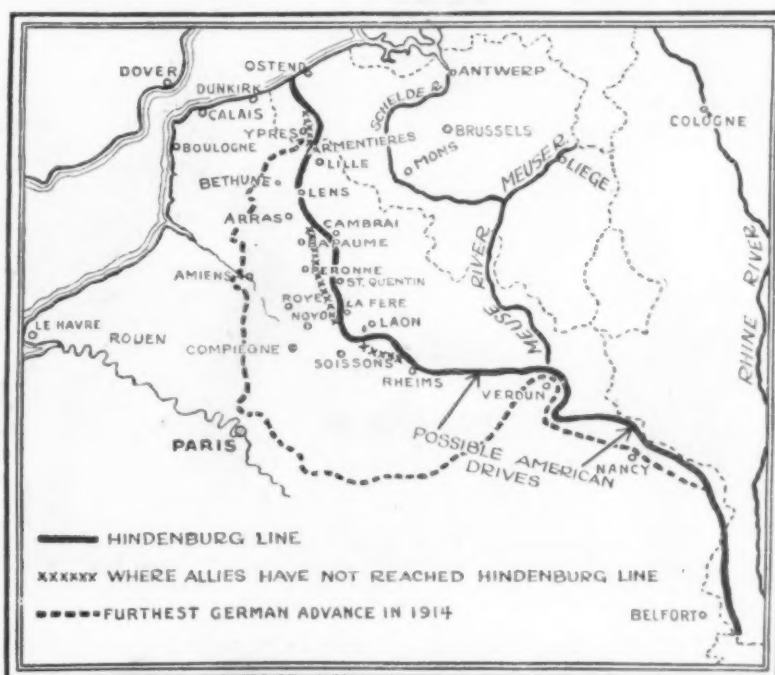 DOVER
OSTEND
DUNKIRK
CALAIS
ANTWERP
SCHELDE R.
COLOGNE
YPRES
ARMENTIERES
BRUSSELS
BOULOGNE
LILLE
MONS
MEUSE R.
LIEGE
BETHUNE
LENS
ARRAS
CAMBRAI
BAPAUME
MEUSE RIVER
RHINE RIVER
AMIENS
PERONNE
ST. QUENTIN
ROYE
LA FERE
NOYON
LAON
MEUSE
LE HAVRE
ROUEN
COMPIEGNE
SOISSONS
RHEIMS
VERDUN
PARIS
POSSIBLE AMERICAN
DRIVES
NANCY
HINDENBURG LINE
xxxxxx WHERE ALLIES HAVE NOT REACHED HINDENBURG LINE
FURTHEST GERMAN ADVANCE IN 1914
BELFORT